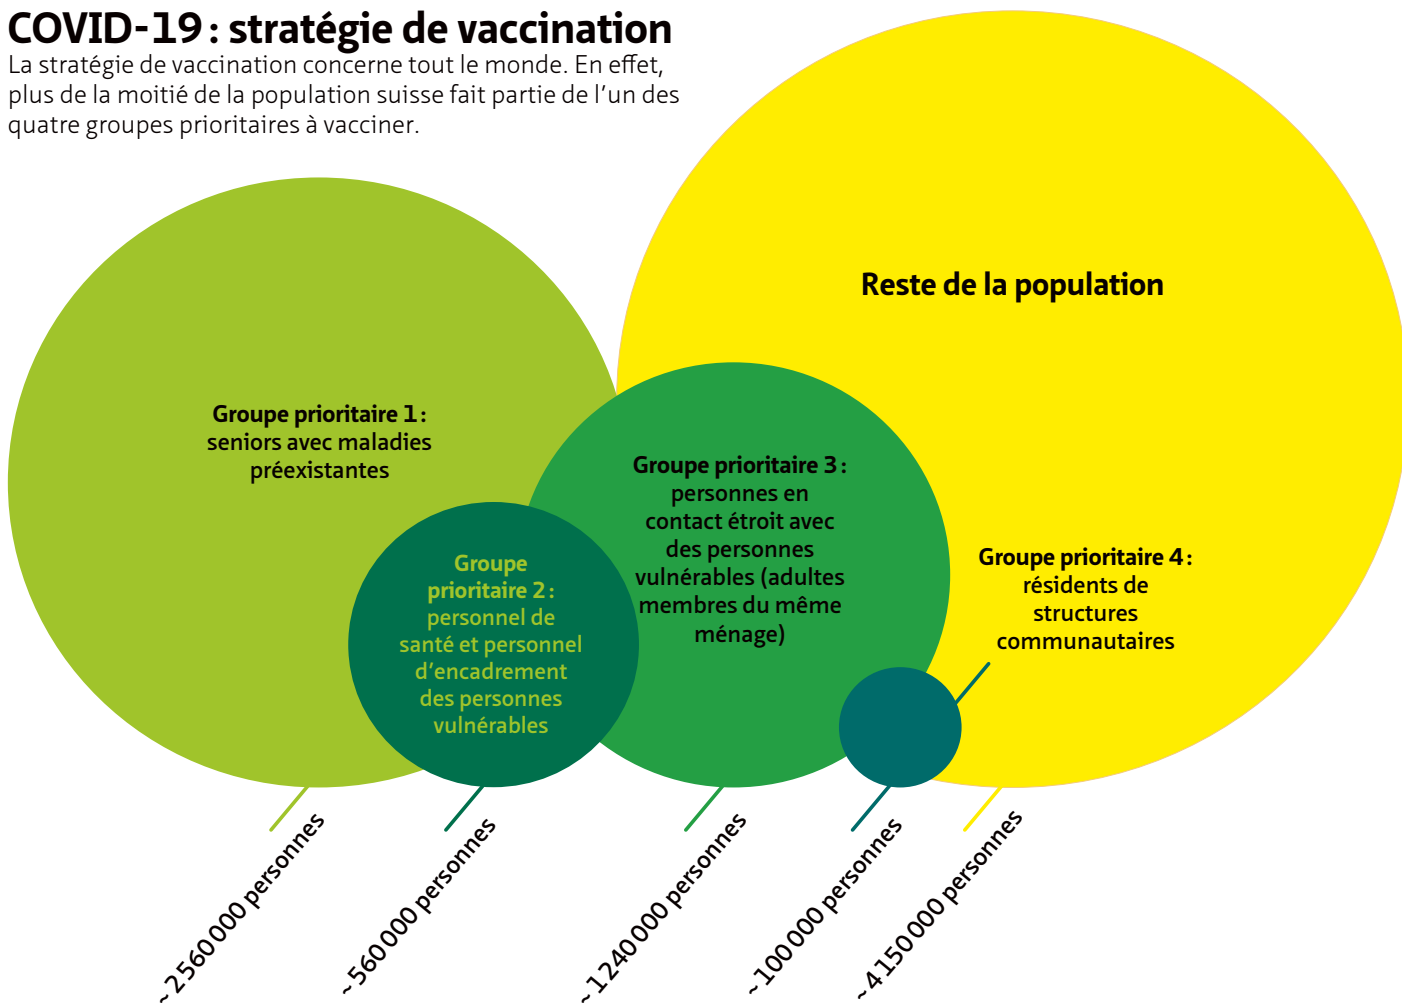 COVID-19 : stratégie de vaccination
La stratégie de vaccination concerne tout le monde. En effet,
plus de la moitié de la population suisse fait partie de l’un des
quatre groupes prioritaires à vacciner.
Reste de la population
Groupe prioritaire 1 :
seniors avec maladies
préexistantes
Groupe
prioritaire 2 :
personnel de
santé et personnel
d’encadrement
des personnes
vulnérables
Groupe prioritaire 3 :
personnes en
contact étroit avec
des personnes
vulnérables (adultes
membres du même
ménage)
Groupe prioritaire 4 :
résidents de
structures
communautaires
~ 2 560 000 personnes
~ 560 000 personnes
~ 1 240 000 personnes
~ 100 000 personnes
~ 4 150 000 personnes